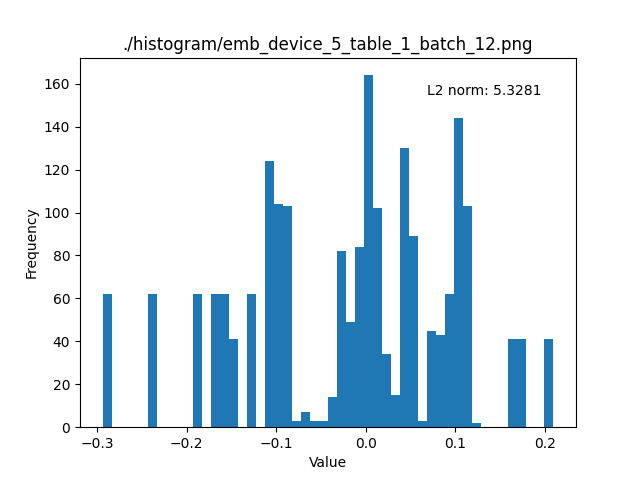 ./histogram/emb_device_5_table_1_batch_12.png
L2 norm: 5.3281
Frequency
160
140
120
100
80
60
40
20
0
−0.3 −0.2 −0.1 0.0 0.1 0.2
Value